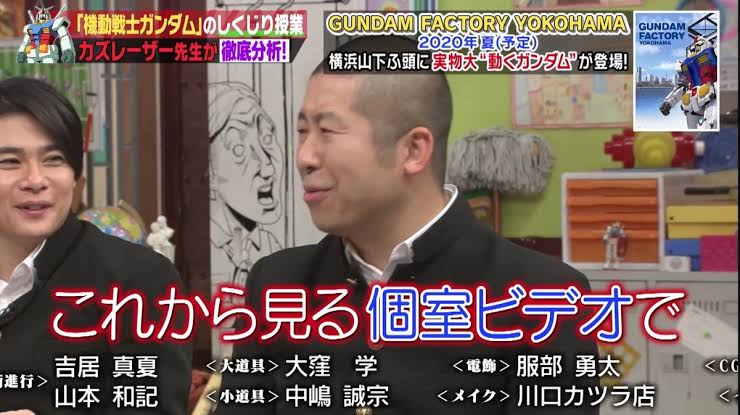 「機動戦士ガンダム」のしくじり授業
カズレーザー先生が徹底分析!
GUNDAM FACTORY YOKOHAMA
2020年夏(予定)
横浜山下ふ頭に実物大“動くガンダム”が登場!
GUNDAM
FACTORY
YOKOHAMA
これから見る個室ビデオで
術進行>吉居 真夏 <大道具>大窪 学 <電飾>服部 勇太 <CG
山本 和記 <小道具>中嶋 誠宗 <メイク>川口カツラ店 <